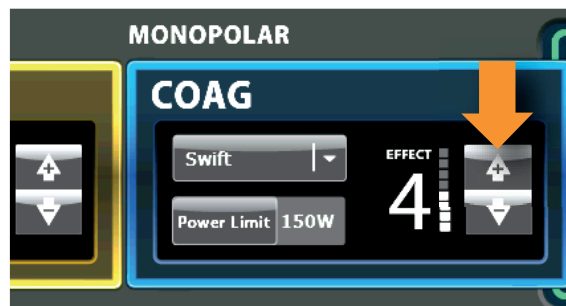 MONOPOLAR
COAG
Swift
EFFECT
4
Power Limit 150W